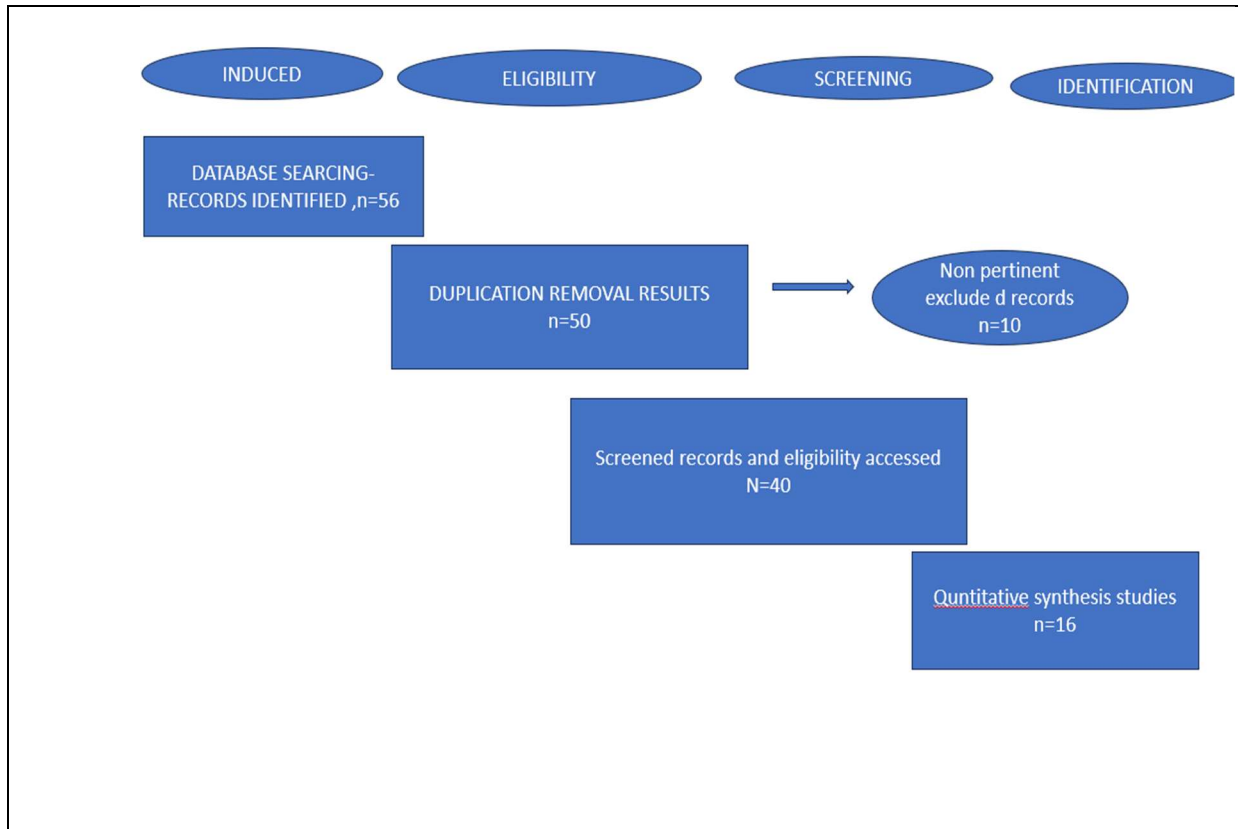 INDUCED
ELIGIBILITY
SCREENING
IDENTIFICATION
DATABASE SEARCING-
RECORDS IDENTIFIED ,n=56
DUPLICATION REMOVAL RESULTS
n=50
Non pertinent
exclude d records
n=10
Screened records and eligibility accessed
N=40
Quntitative synthesis studies
n=16